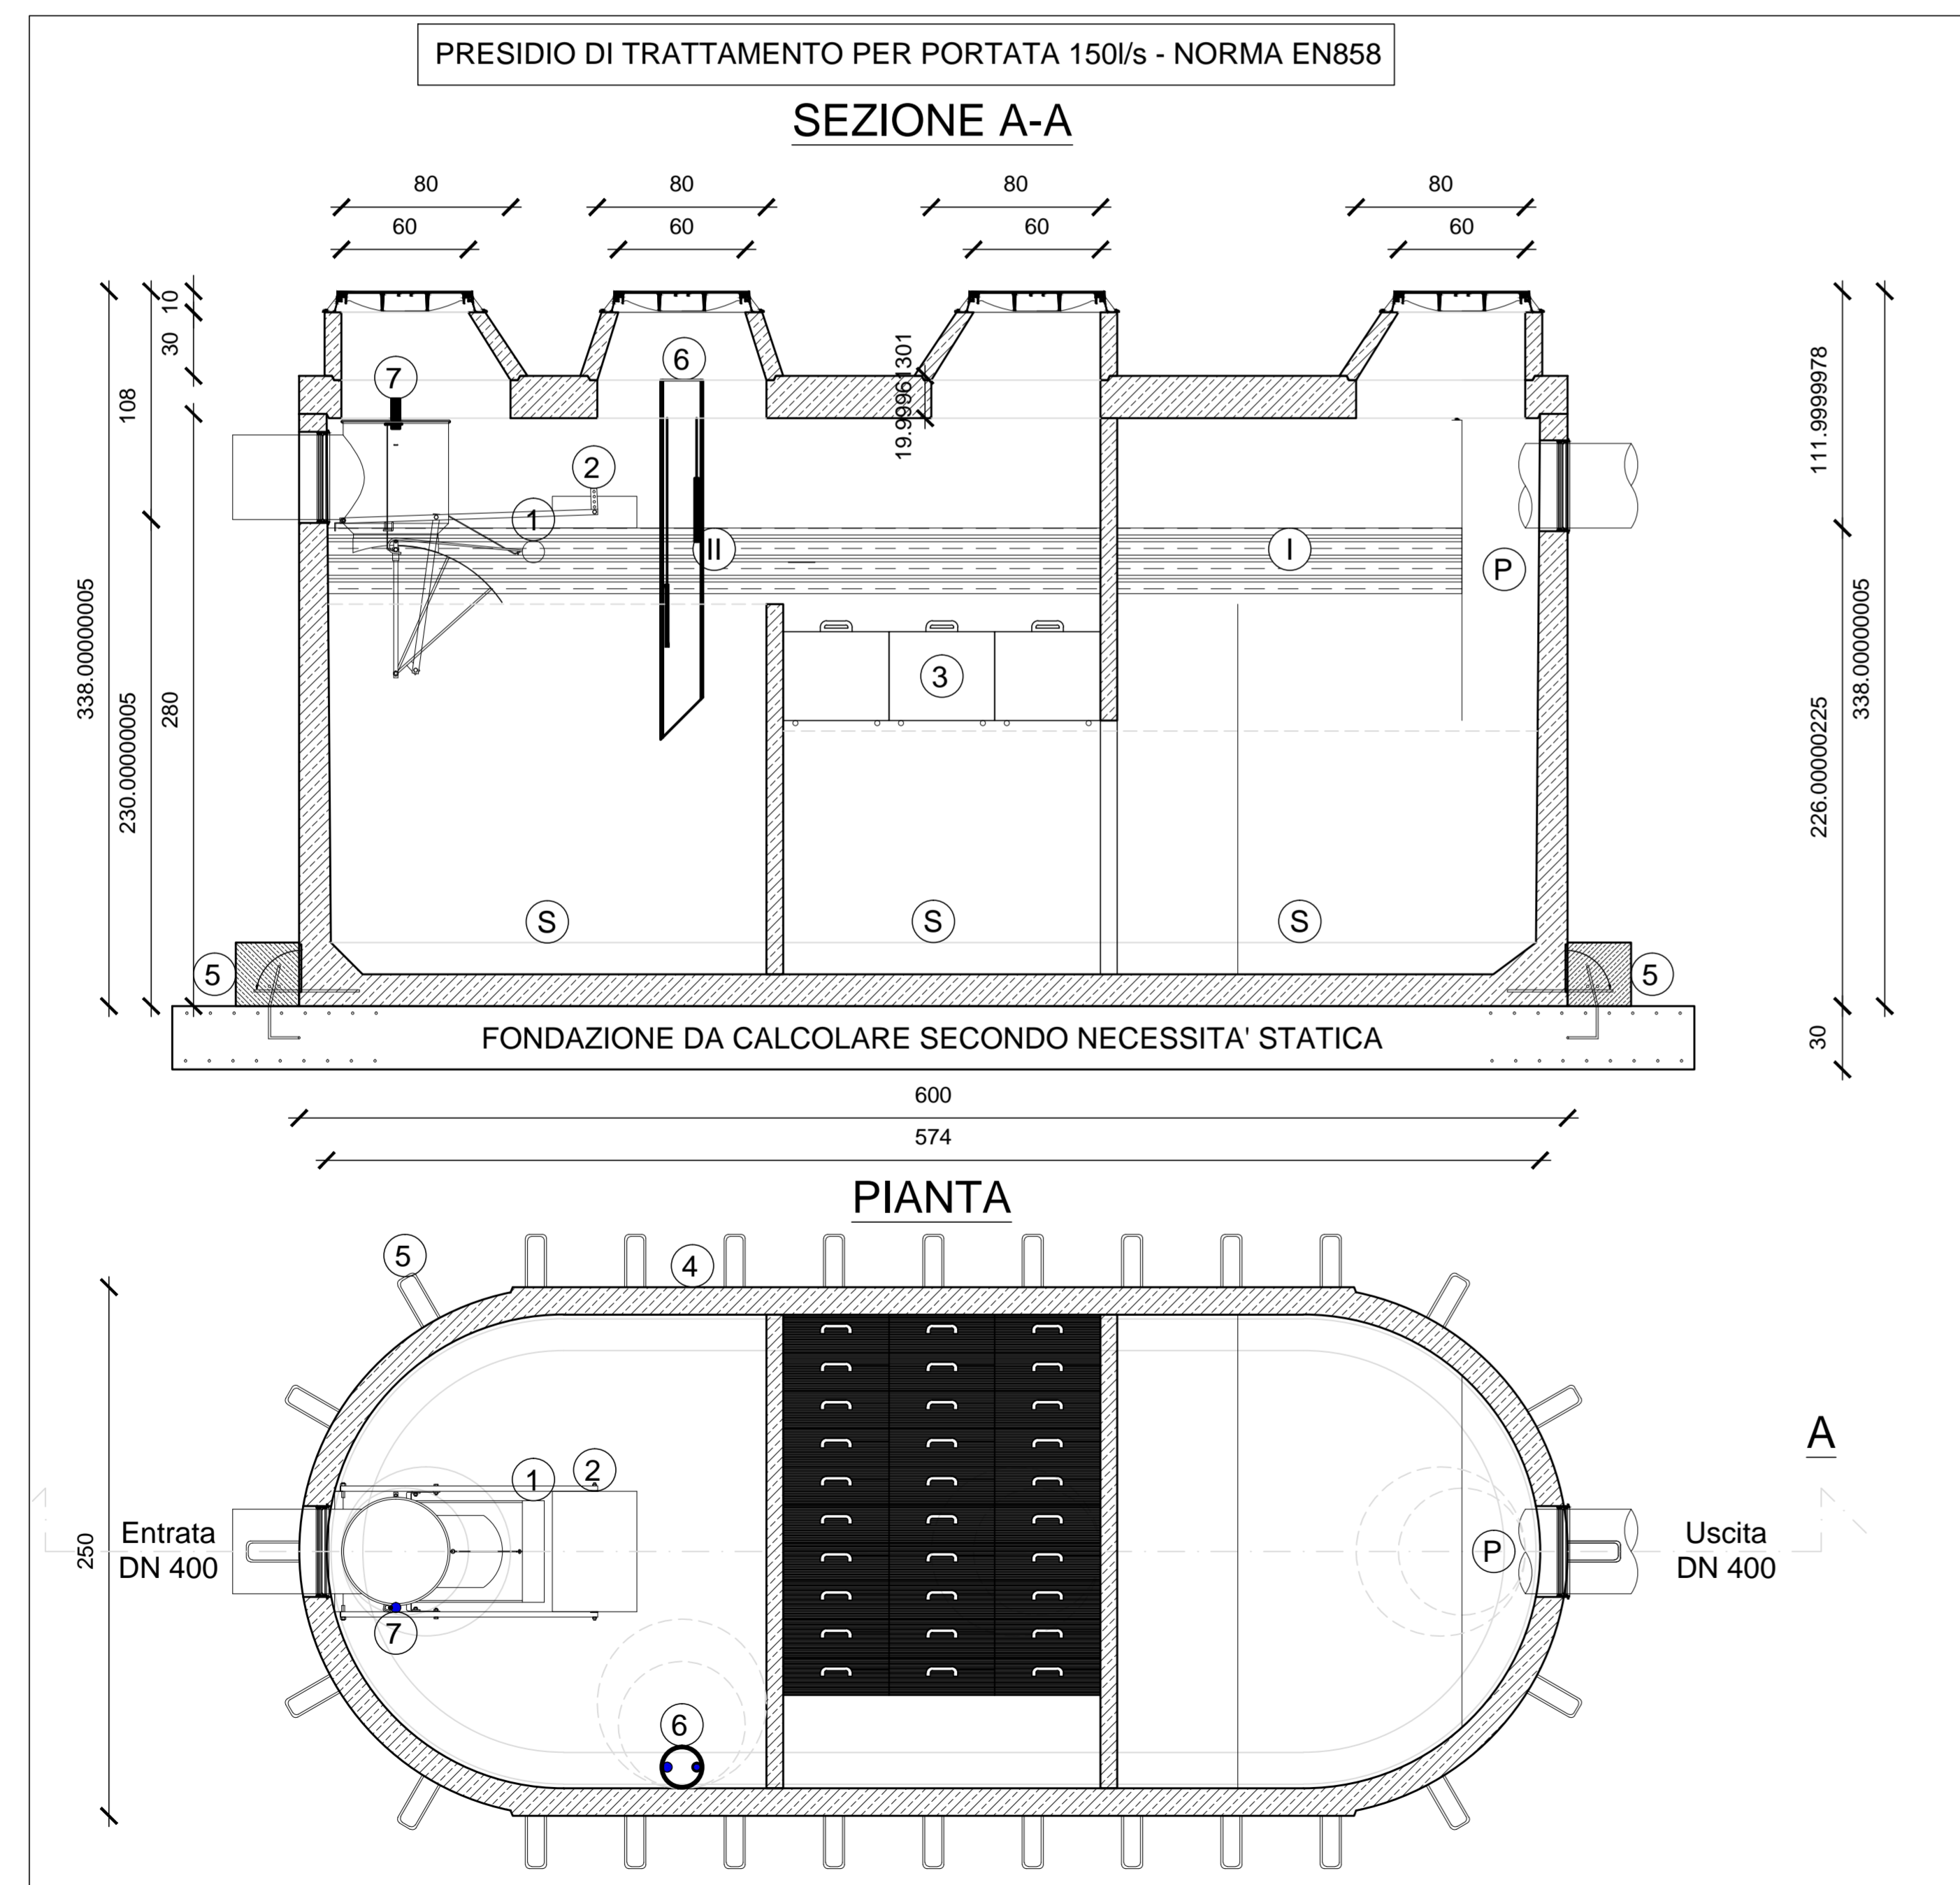 PRESIDIO DI TRATTAMENTO PER PORTATA 150l/s - NORMA EN858
SEZIONE A-A
80
80
80
80
60
60
60
60
10
30
108
338.00000005
230.00000005
280
19.99961301
111.9999978
226.0000225
338.0000005
30
7
6
2
1
II
I
P
3
S
S
S
5
5
FONDAZIONE DA CALCOLARE SECONDO NECESSITA' STATICA
600
574
PIANTA
5
4
1
2
A
250
Entrata
DN 400
P
Uscita
DN 400
7
6